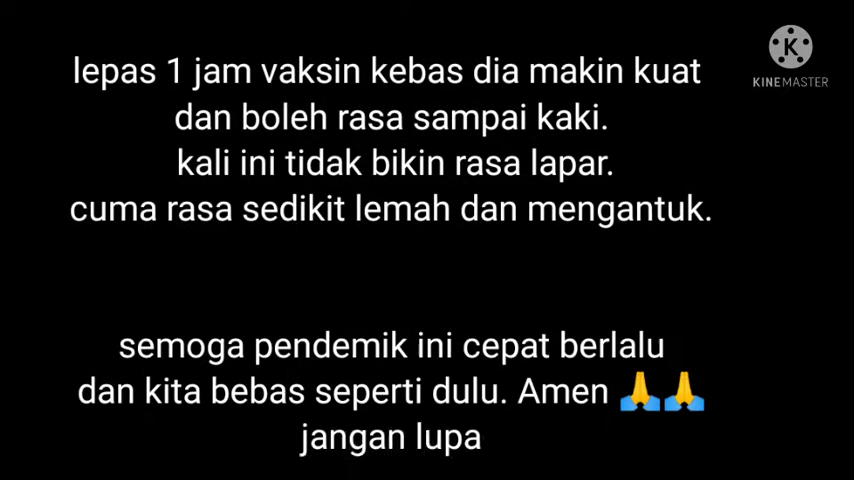 lepas 1 jam vaksin kebas dia makin kuat
dan boleh rasa sampai kaki.
kali ini tidak bikin rasa lapar.
cuma rasa sedikit lemah dan mengantuk.
semoga pendemik ini cepat berlalu
dan kita bebas seperti dulu. Amen 🙏🙏
jangan lupa
K
KINEMASTER